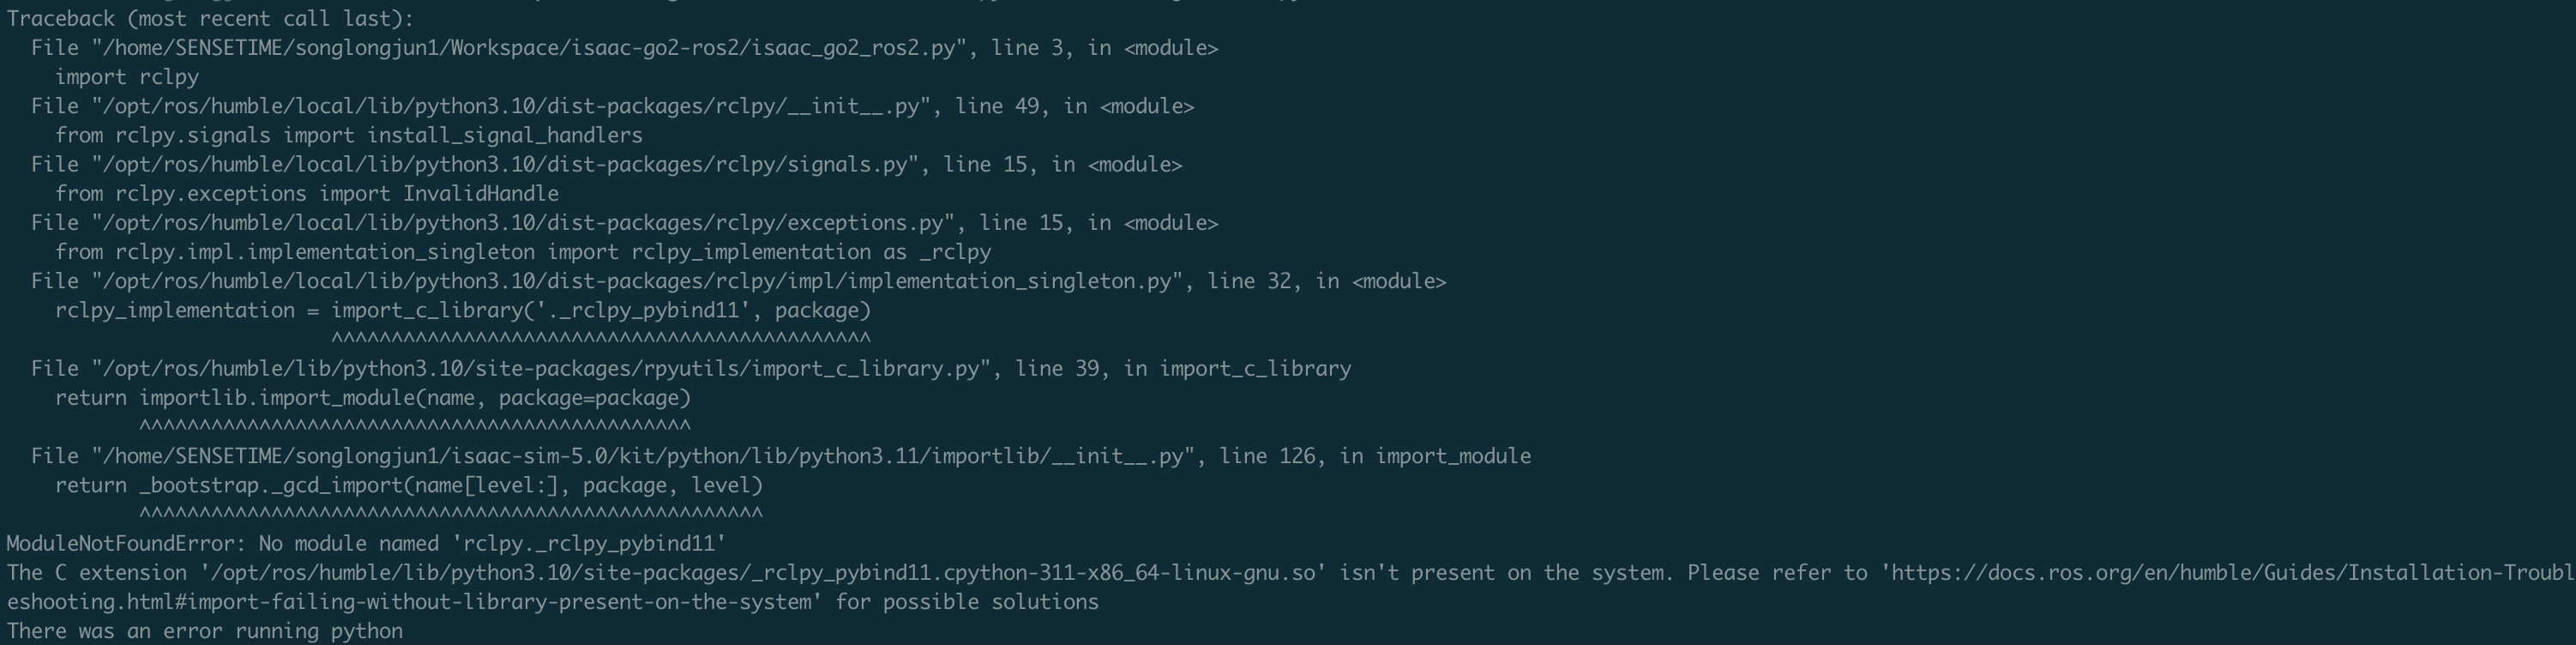 Traceback (most recent call last):
  File "/home/SENSETIME/songlongjun1/Workspace/isaac-go2-ros2/isaac_go2_ros2.py", line 3, in <module>
    import rclpy
  File "/opt/ros/humble/local/lib/python3.10/dist-packages/rclpy/__init__.py", line 49, in <module>
    from rclpy.signals import install_signal_handlers
  File "/opt/ros/humble/local/lib/python3.10/dist-packages/rclpy/signals.py", line 15, in <module>
    from rclpy.exceptions import InvalidHandle
  File "/opt/ros/humble/local/lib/python3.10/dist-packages/rclpy/exceptions.py", line 15, in <module>
    from rclpy.impl.implementation_singleton import rclpy_implementation as _rclpy
  File "/opt/ros/humble/local/lib/python3.10/dist-packages/rclpy/impl/implementation_singleton.py", line 32, in <module>
    rclpy_implementation = import_c_library('._rclpy_pybind11', package)
                           ^^^^^^^^^^^^^^^^^^^^^^^^^^^^^^^^^^^^^^^^^^^^^
  File "/opt/ros/humble/lib/python3.10/site-packages/rpyutils/import_c_library.py", line 39, in import_c_library
    return importlib.import_module(name, package=package)
           ^^^^^^^^^^^^^^^^^^^^^^^^^^^^^^^^^^^^^^^^^^^^^^
  File "/home/SENSETIME/songlongjun1/isaac-sim-5.0/kit/python/lib/python3.11/importlib/__init__.py", line 126, in import_module
    return _bootstrap._gcd_import(name[level:], package, level)
           ^^^^^^^^^^^^^^^^^^^^^^^^^^^^^^^^^^^^^^^^^^^^^^^^^^^^
ModuleNotFoundError: No module named 'rclpy._rclpy_pybind11'
The C extension '/opt/ros/humble/lib/python3.10/site-packages/_rclpy_pybind11.cpython-311-x86_64-linux-gnu.so' isn't present on the system. Please refer to 'https://docs.ros.org/en/humble/Guides/Installation-Troubl
eshooting.html#import-failing-without-library-present-on-the-system' for possible solutions
There was an error running python